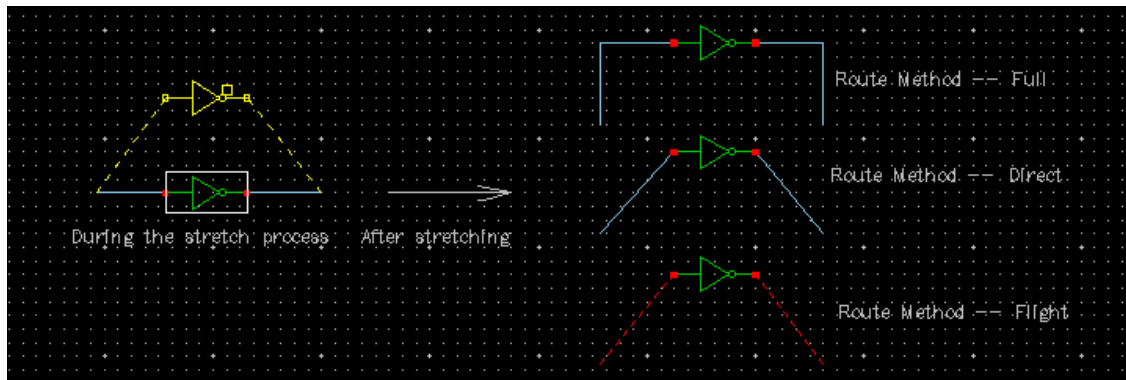 Route Method -- Full
Route Method -- Direct
During the stretch process
After stretching
Route Method -- Flight